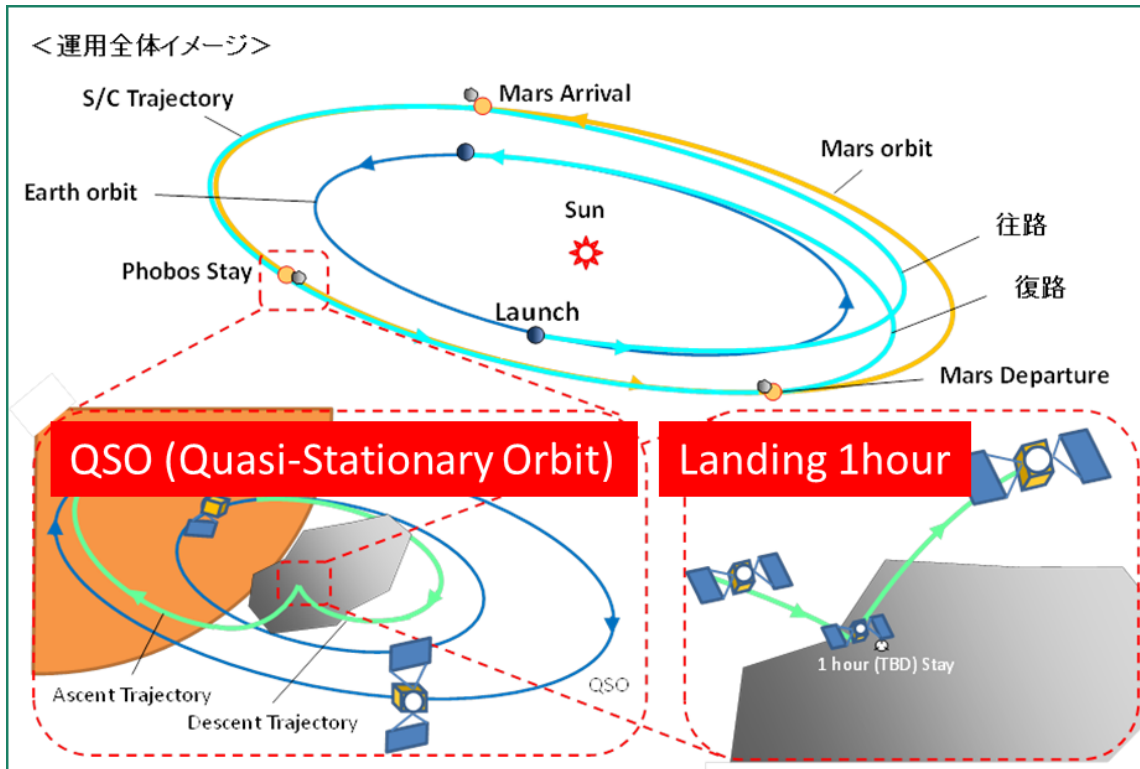 ＜運用全体イメージ＞
S/C Trajectory
Mars Arrival
Mars orbit
Earth orbit
Sun
往路
Phobos Stay
復路
Launch
Mars Departure
QSO (Quasi-Stationary Orbit)
Landing 1hour
Ascent Trajectory
Descent Trajectory
QSO
1 hour (TBD) Stay